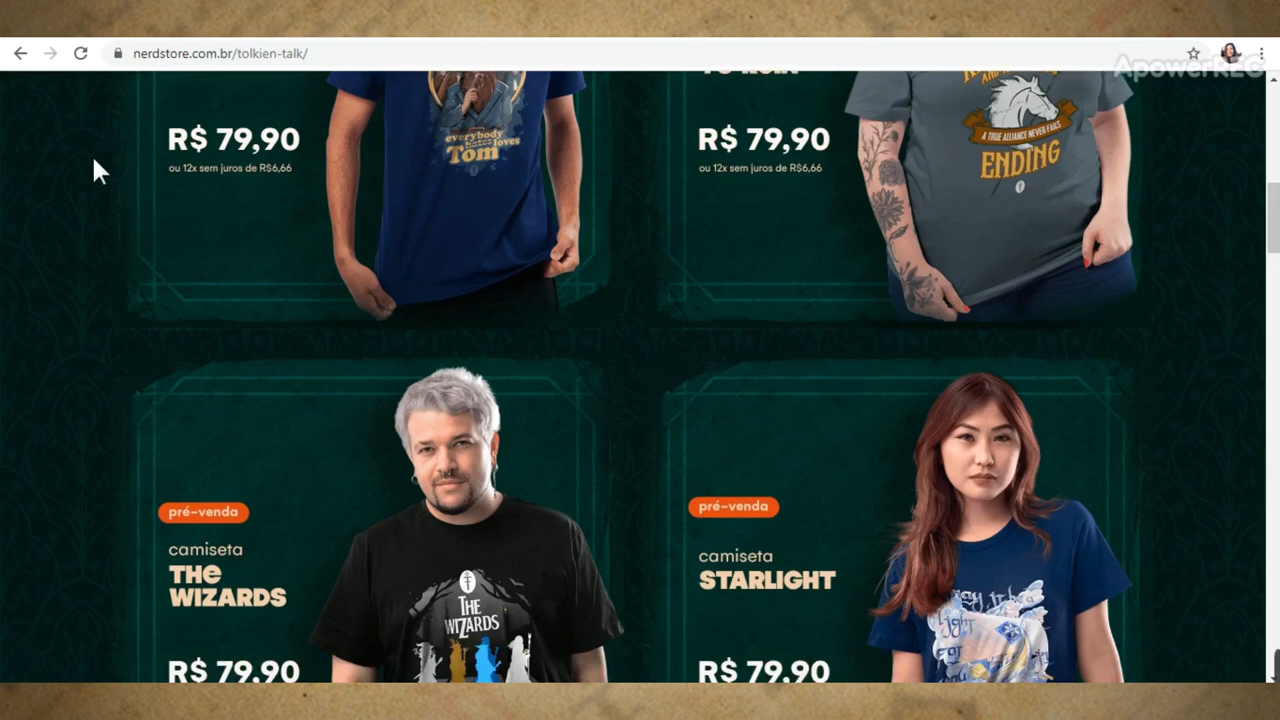 nerdstore.com.br/tolkien-talk/
ApowerREC
R$ 79,90
ou 12x sem juros de R$6,66
everybody
loves
Tom
R$ 79,90
ou 12x sem juros de R$6,66
A TRUE ALLIANCE NEVER FAILS
ENDING
pré-venda
camiseta
THE
WIZARDS
R$ 79,90
THE
WIZARDS
pré-venda
camiseta
STARLIGHT
R$ 79,90